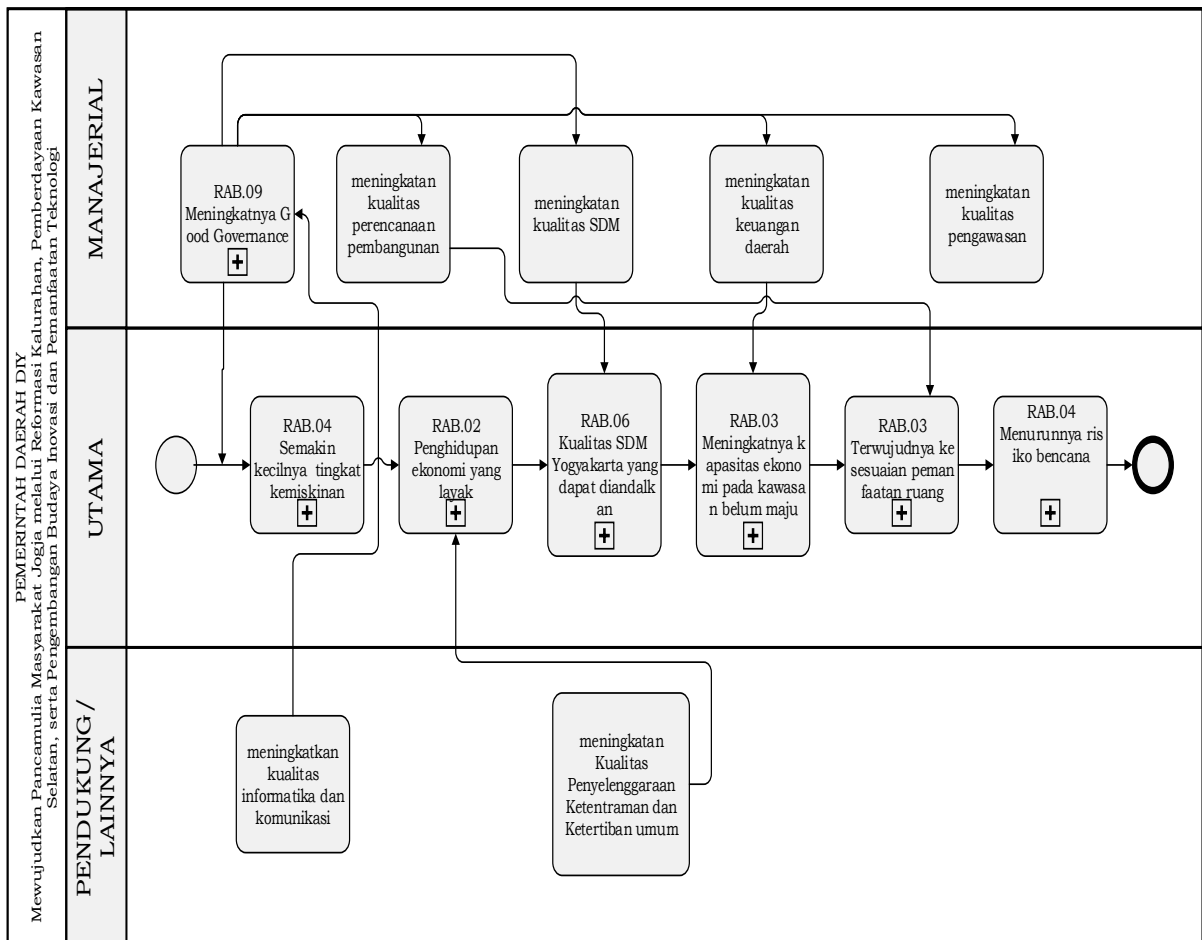 PEMERINTAH DAERAH DIY
Mewujudkan Pancamulia Masyarakat Jogja melalui Reformasi Kalurahan, Pemberdayaan Kawasan
Selatan, serta Pengembangan Budaya Inovasi dan Pemanfaatan Teknologi
MANAJERIAL
RAB.09
Meningkatnya G
ood Governance
meningkatan
kualitas
perencanaan
pembangunan
meningkatan
kualitas SDM
meningkatan
kualitas
keuangan
daerah
meningkatan
kualitas
pengawasan
UTAMA
RAB.04
Semakin
kecilnya tingkat
kemiskinan
RAB.02
Penghidupan
ekonomi yang
layak
RAB.06
Kualitas SDM
Yogyakarta yang
dapat diandalk
an
RAB.03
Meningkatnya k
apasitas ekono
mi pada kawasa
n belum maju
RAB.03
Terwujudnya ke
sesuaian peman
faatan ruang
RAB.04
Menurunnya ris
iko bencana
PENDUKUNG /
LAINNYA
meningkatkan
kualitas
informatika dan
komunikasi
meningkatan
Kualitas
Penyelenggaraan
Ketentraman dan
Ketertiban umum